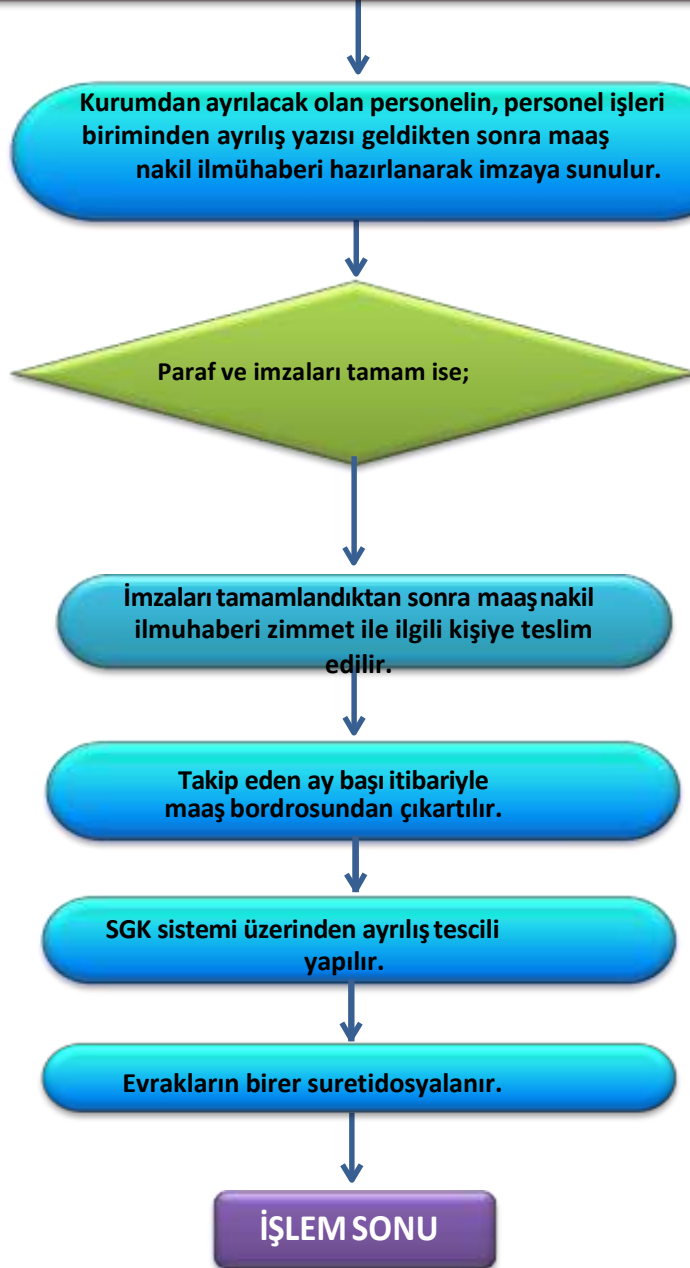 Kurumdan ayrılacak olan personelin, personel işleri
biriminden ayrılış yazısı geldikten sonra maaş
nakil ilmühaberi hazırlanarak imzaya sunulur.
Paraf ve imzaları tamam ise;
İmzaları tamamlandıktan sonra maaş nakil
ilmuhaberi zimmet ile ilgili kişiye teslim
edilir.
Takip eden ay başı itibariyle
maaş bordrosundan çıkartılır.
SGK sistemi üzerinden ayrılış tescili
yapılır.
Evrakların birer suretidosyalanır.
İŞLEM SONU